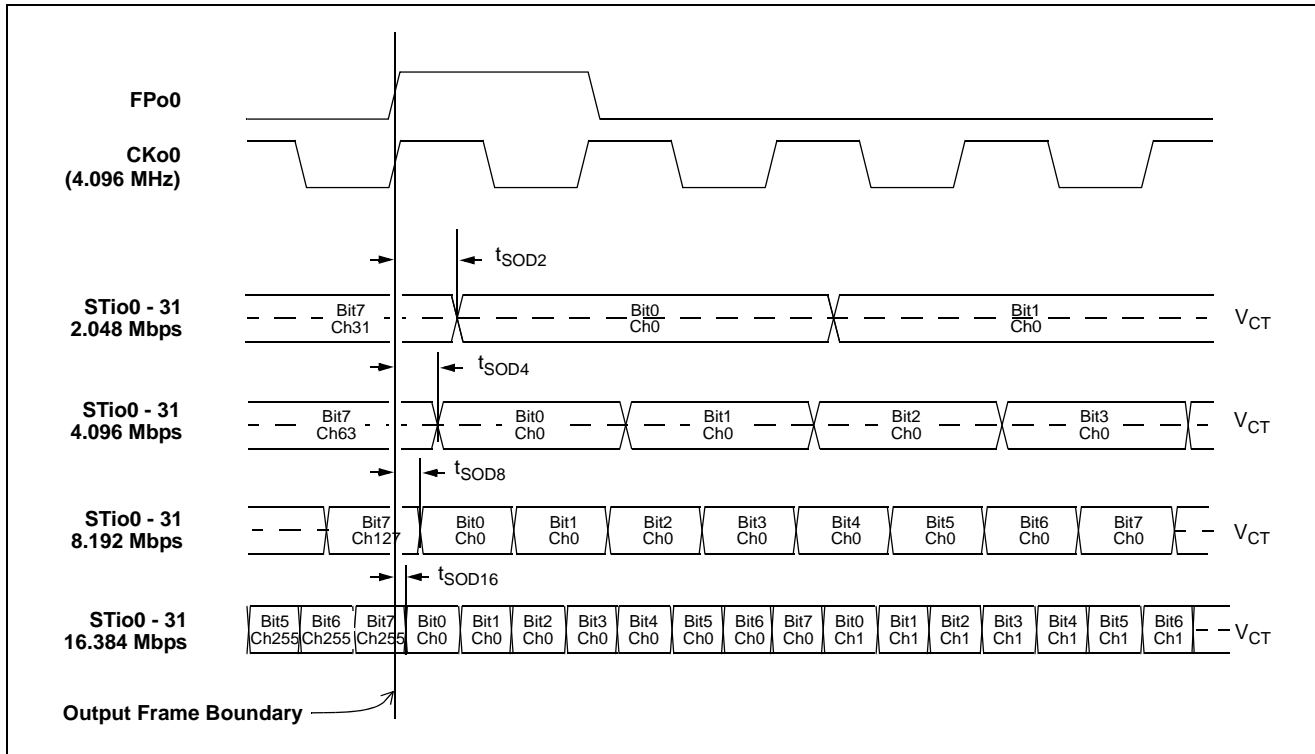 FPo0
CKo0
(4.096 MHz)
tSOD2
STio0 - 31
2.048 Mbps
Bit7 Bit0 Bit1
Ch31 Ch0 Ch0
VCT
tSOD4
STio0 - 31
4.096 Mbps
Bit7 Bit0 Bit1 Bit2 Bit3
Ch63 Ch0 Ch0 Ch0 Ch0
VCT
tSOD8
STio0 - 31
8.192 Mbps
Bit7 Bit0 Bit1 Bit2 Bit3 Bit4 Bit5 Bit6 Bit7
Ch127 Ch0 Ch0 Ch0 Ch0 Ch0 Ch0 Ch0 Ch0
VCT
tSOD16
STio0 - 31
16.384 Mbps
Bit5 Bit6 Bit7 Bit0 Bit1 Bit2 Bit3 Bit4 Bit5 Bit6 Bit7 Bit0 Bit1 Bit2 Bit3 Bit4 Bit5 Bit6
Ch255 Ch255 Ch255 Ch0 Ch0 Ch0 Ch0 Ch0 Ch0 Ch0 Ch0 Ch1 Ch1 Ch1 Ch1 Ch1 Ch1 Ch1
VCT
Output Frame Boundary